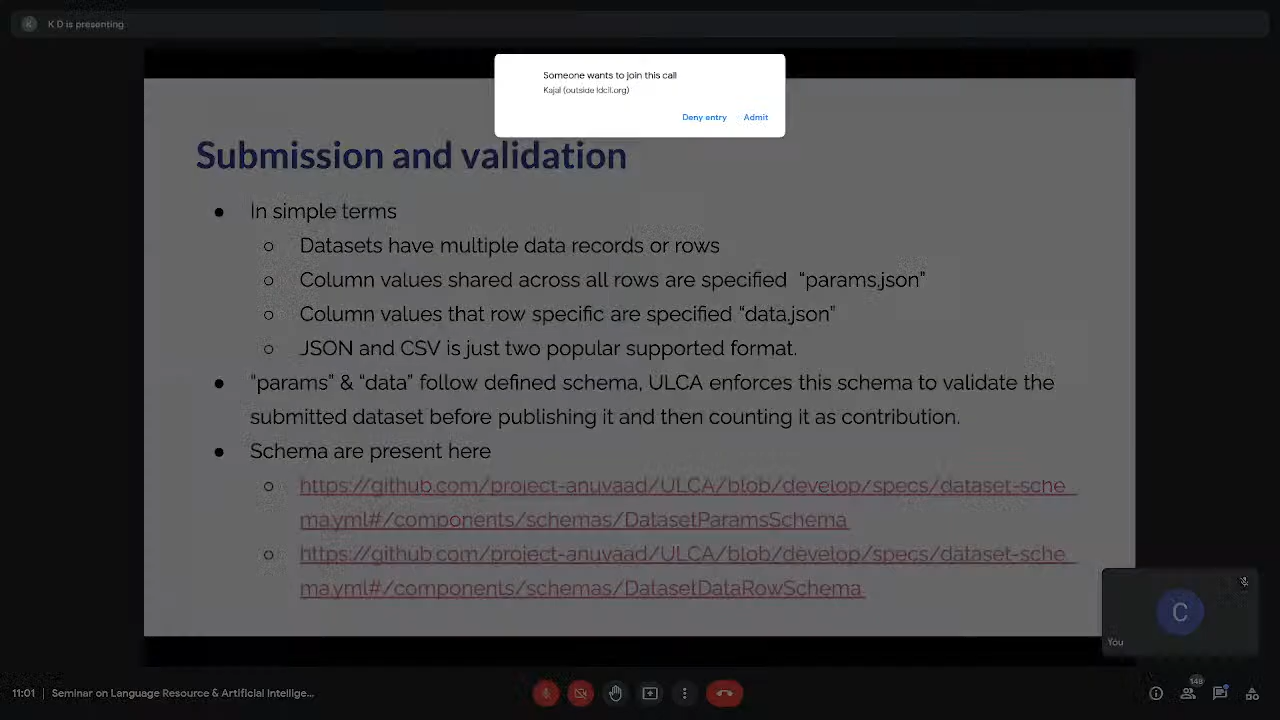 K
K D is presenting
Someone wants to join this call
Kajal (outside ldcil.org)
Deny entry Admit
Submission and validation
● In simple terms
○ Datasets have multiple data records or rows
○ Column values shared across all rows are specified “params.json”
○ Column values that row specific are specified “data.json”
○ JSON and CSV is just two popular supported format.
● “params” & “data” follow defined schema, ULCA enforces this schema to validate the
submitted dataset before publishing it and then counting it as contribution.
● Schema are present here
○ https://github.com/project-anuvaad/ULCA/blob/develop/specs/dataset-sche
ma.yml#/components/schemas/DatasetParamsSchema
○ https://github.com/project-anuvaad/ULCA/blob/develop/specs/dataset-sche
ma.yml#/components/schemas/DatasetDataRowSchema
C
You
11:01 | Seminar on Language Resource & Artificial Intellige...
148